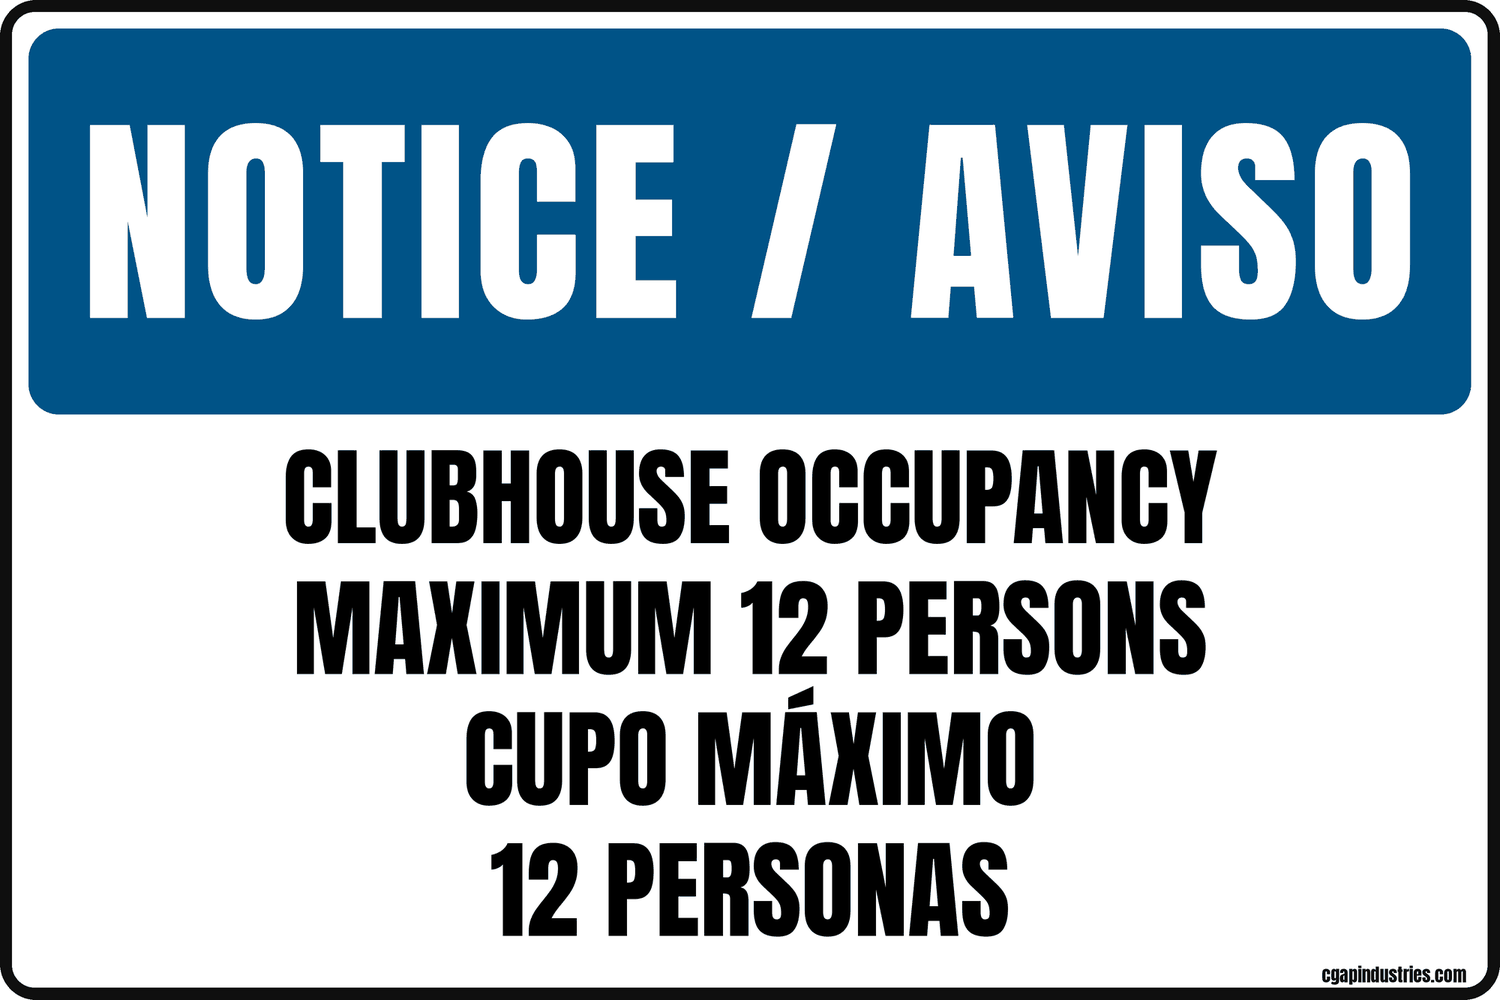 NOTICE / AVISO
CLUBHOUSE OCCUPANCY
MAXIMUM 12 PERSONS
CUPO MÁXIMO
12 PERSONAS
cgapindustries.com